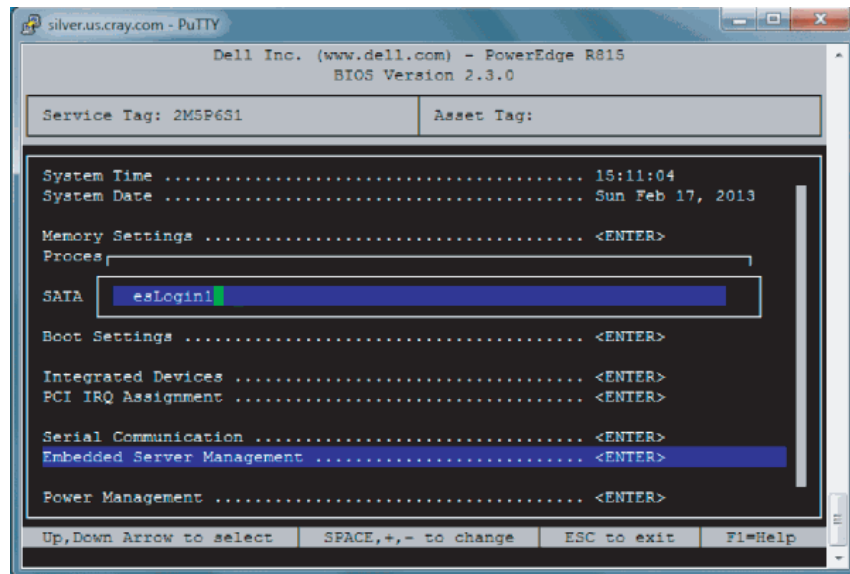 silver.us.cray.com - PuTTY
Dell Inc. (www.dell.com) - PowerEdge R815
BIOS Version 2.3.0
Service Tag: 2M5P6S1
Asset Tag:
System Time ......................................... 15:11:04
System Date ......................................... Sun Feb 17, 2013
Memory Settings ..................................... <ENTER>
Proces
SATA
esLogin1
Boot Settings ....................................... <ENTER>
Integrated Devices .................................. <ENTER>
PCI IRQ Assignment .................................. <ENTER>
Serial Communication ................................ <ENTER>
Embedded Server Management .......................... <ENTER>
Power Management .................................... <ENTER>
Up,Down Arrow to select SPACE,+,- to change ESC to exit F1=Help